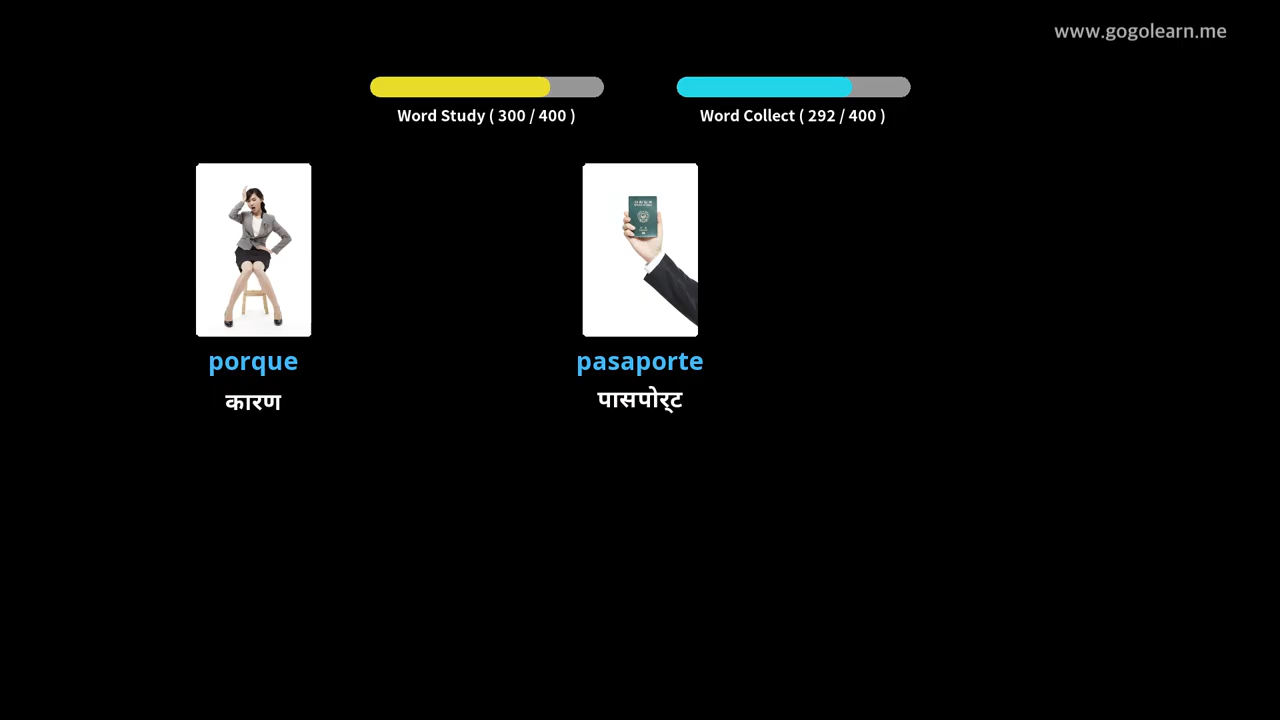 www.gogolearn.me
Word Study ( 300 / 400 )
Word Collect ( 292 / 400 )
porque
pasaporte
कारण
पासपोर्ट